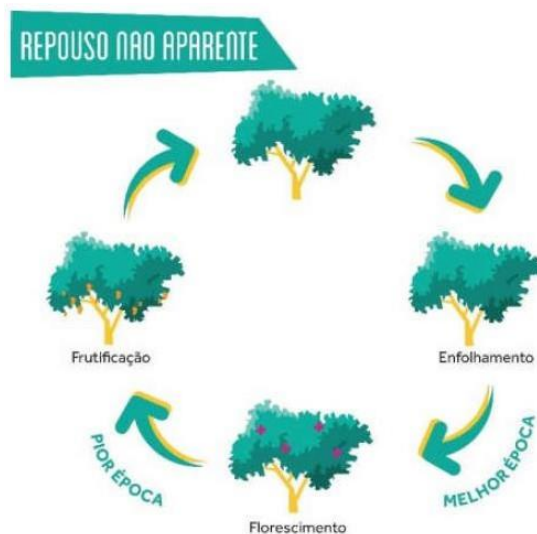 REPOUSO NAO APARENTE
Frutificação
Enfolhamento
PIOR ÉPOCA
MELHOR ÉPOCA
Florescimento